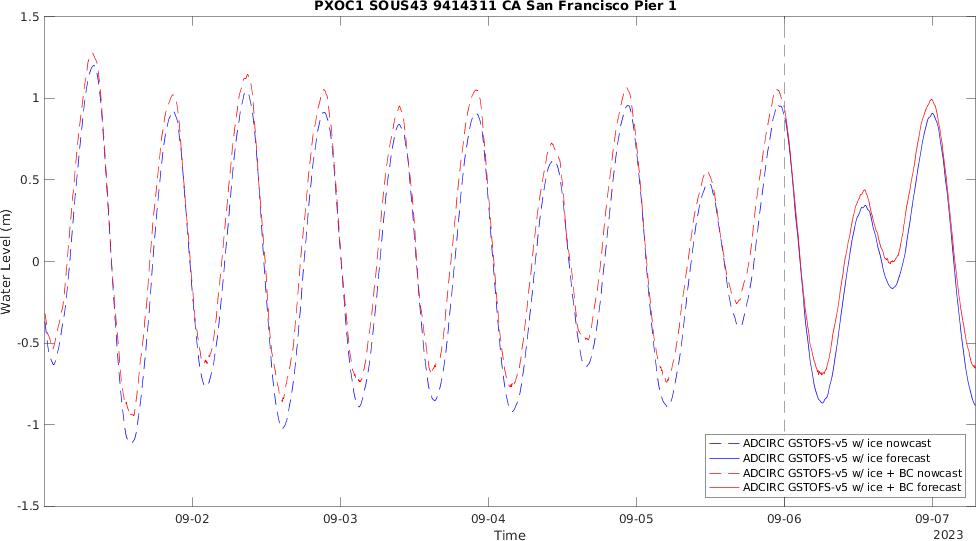 PXOC1 SOUS43 9414311 CA San Francisco Pier 1
1.5
1
0.5
0
-0.5
-1
-1.5
Water Level (m)
09-02
09-03
09-04
09-05
09-06
09-07
Time
2023
ADCIRC GSTOFS-v5 w/ ice nowcast
ADCIRC GSTOFS-v5 w/ ice forecast
ADCIRC GSTOFS-v5 w/ ice + BC nowcast
ADCIRC GSTOFS-v5 w/ ice + BC forecast